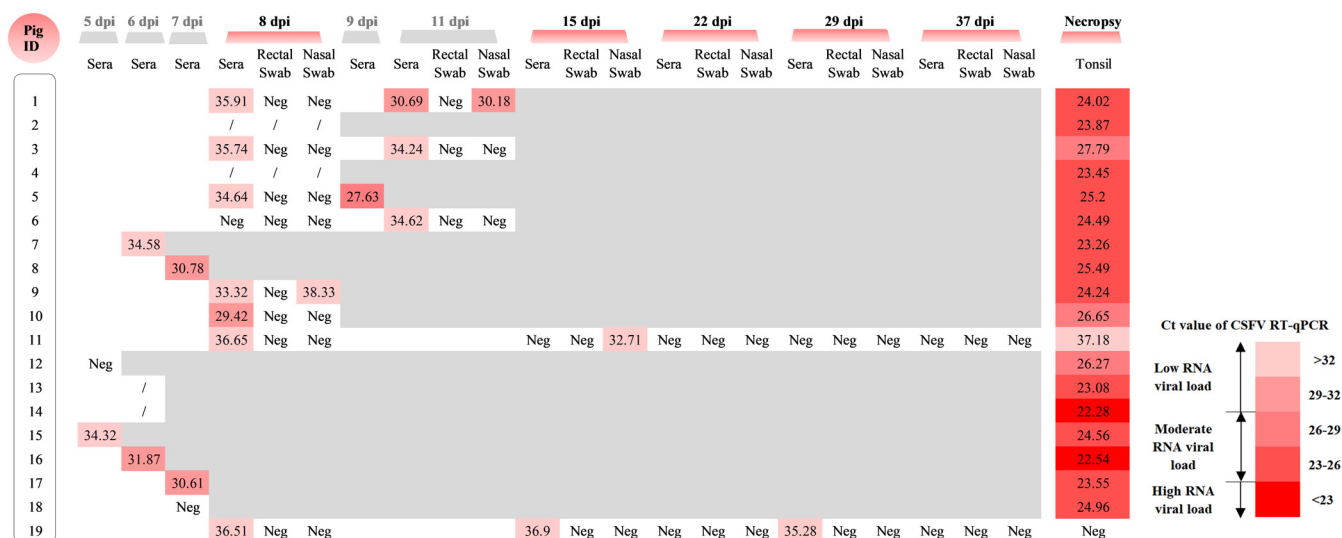 Pig ID 5 dpi 6 dpi 7 dpi 8 dpi 9 dpi 11 dpi 15 dpi 22 dpi 29 dpi 37 dpi Necropsy
Sera Sera Sera Sera Rectal Swab Nasal Swab Sera Sera Rectal Swab Nasal Swab Sera Rectal Swab Nasal Swab Sera Rectal Swab Nasal Swab Sera Rectal Swab Nasal Swab Sera Rectal Swab Nasal Swab Tonsil
1 35.91 Neg Neg 30.69 Neg 30.18 24.02
2 / / / 23.87
3 35.74 Neg Neg 34.24 Neg Neg 27.79
4 / / / 23.45
5 34.64 Neg Neg 27.63 25.2
6 Neg Neg Neg 34.62 Neg Neg 24.49
7 34.58 23.26
8 30.78 25.49
9 33.32 Neg 38.33 24.24
10 29.42 Neg Neg 26.65
11 36.65 Neg Neg Neg Neg 32.71 Neg Neg Neg Neg Neg Neg Neg Neg Neg 37.18
12 Neg 26.27
13 / 23.08
14 / 22.28
15 34.32 24.56
16 31.87 22.54
17 30.61 23.55
18 Neg 24.96
19 36.51 Neg Neg 36.9 Neg Neg Neg Neg Neg 35.28 Neg Neg Neg Neg Neg Neg
Ct value of CSFV RT-qPCR
Low RNA
viral load
>32
29-32
Moderate
RNA viral
load
26-29
23-26
High RNA
viral load
<23